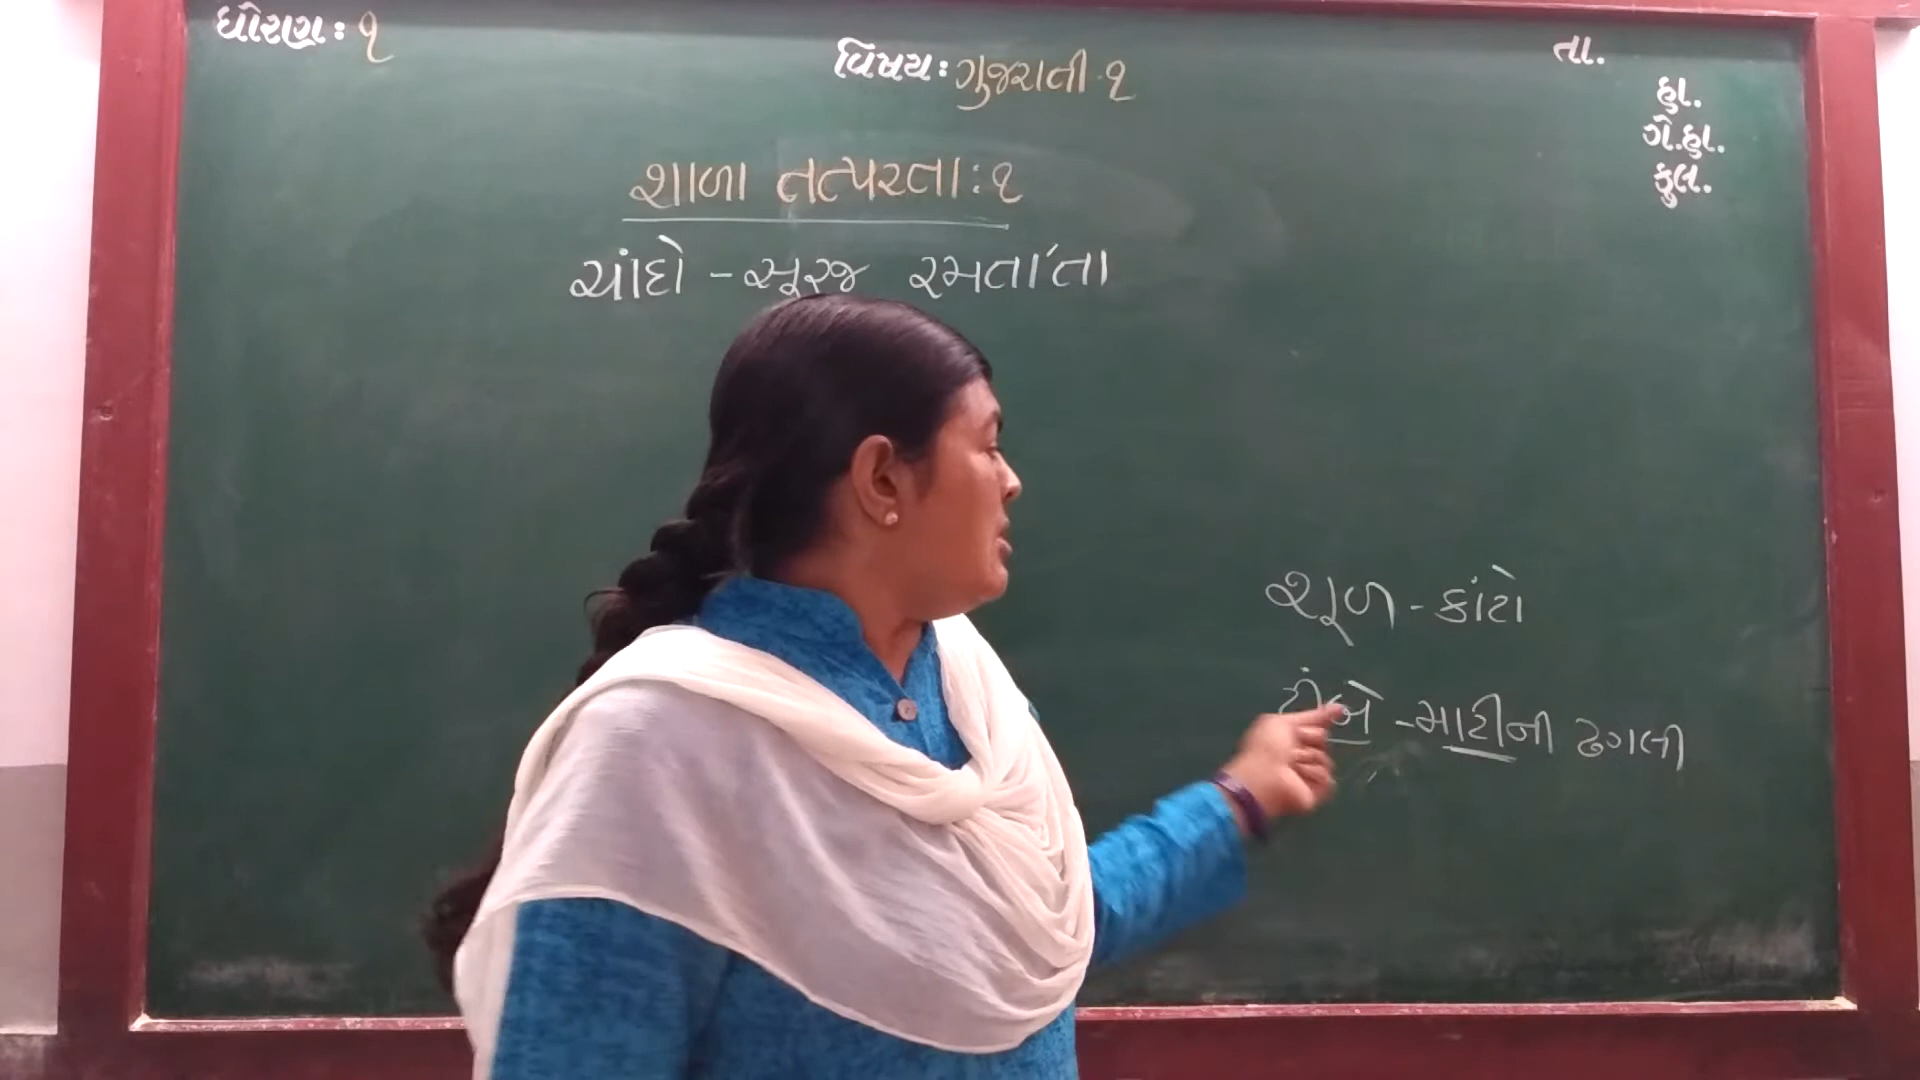 ધોરણ: ૧
વિષય: ગુજરાતી-૧
તા.
હા.
ગે.હા.
કુલ.
શાળા તત્પરતા: ૧
ચાંદો - સૂરજ રમતા'તા
શૂળ - કાંટો
- માટીની ઢગલી